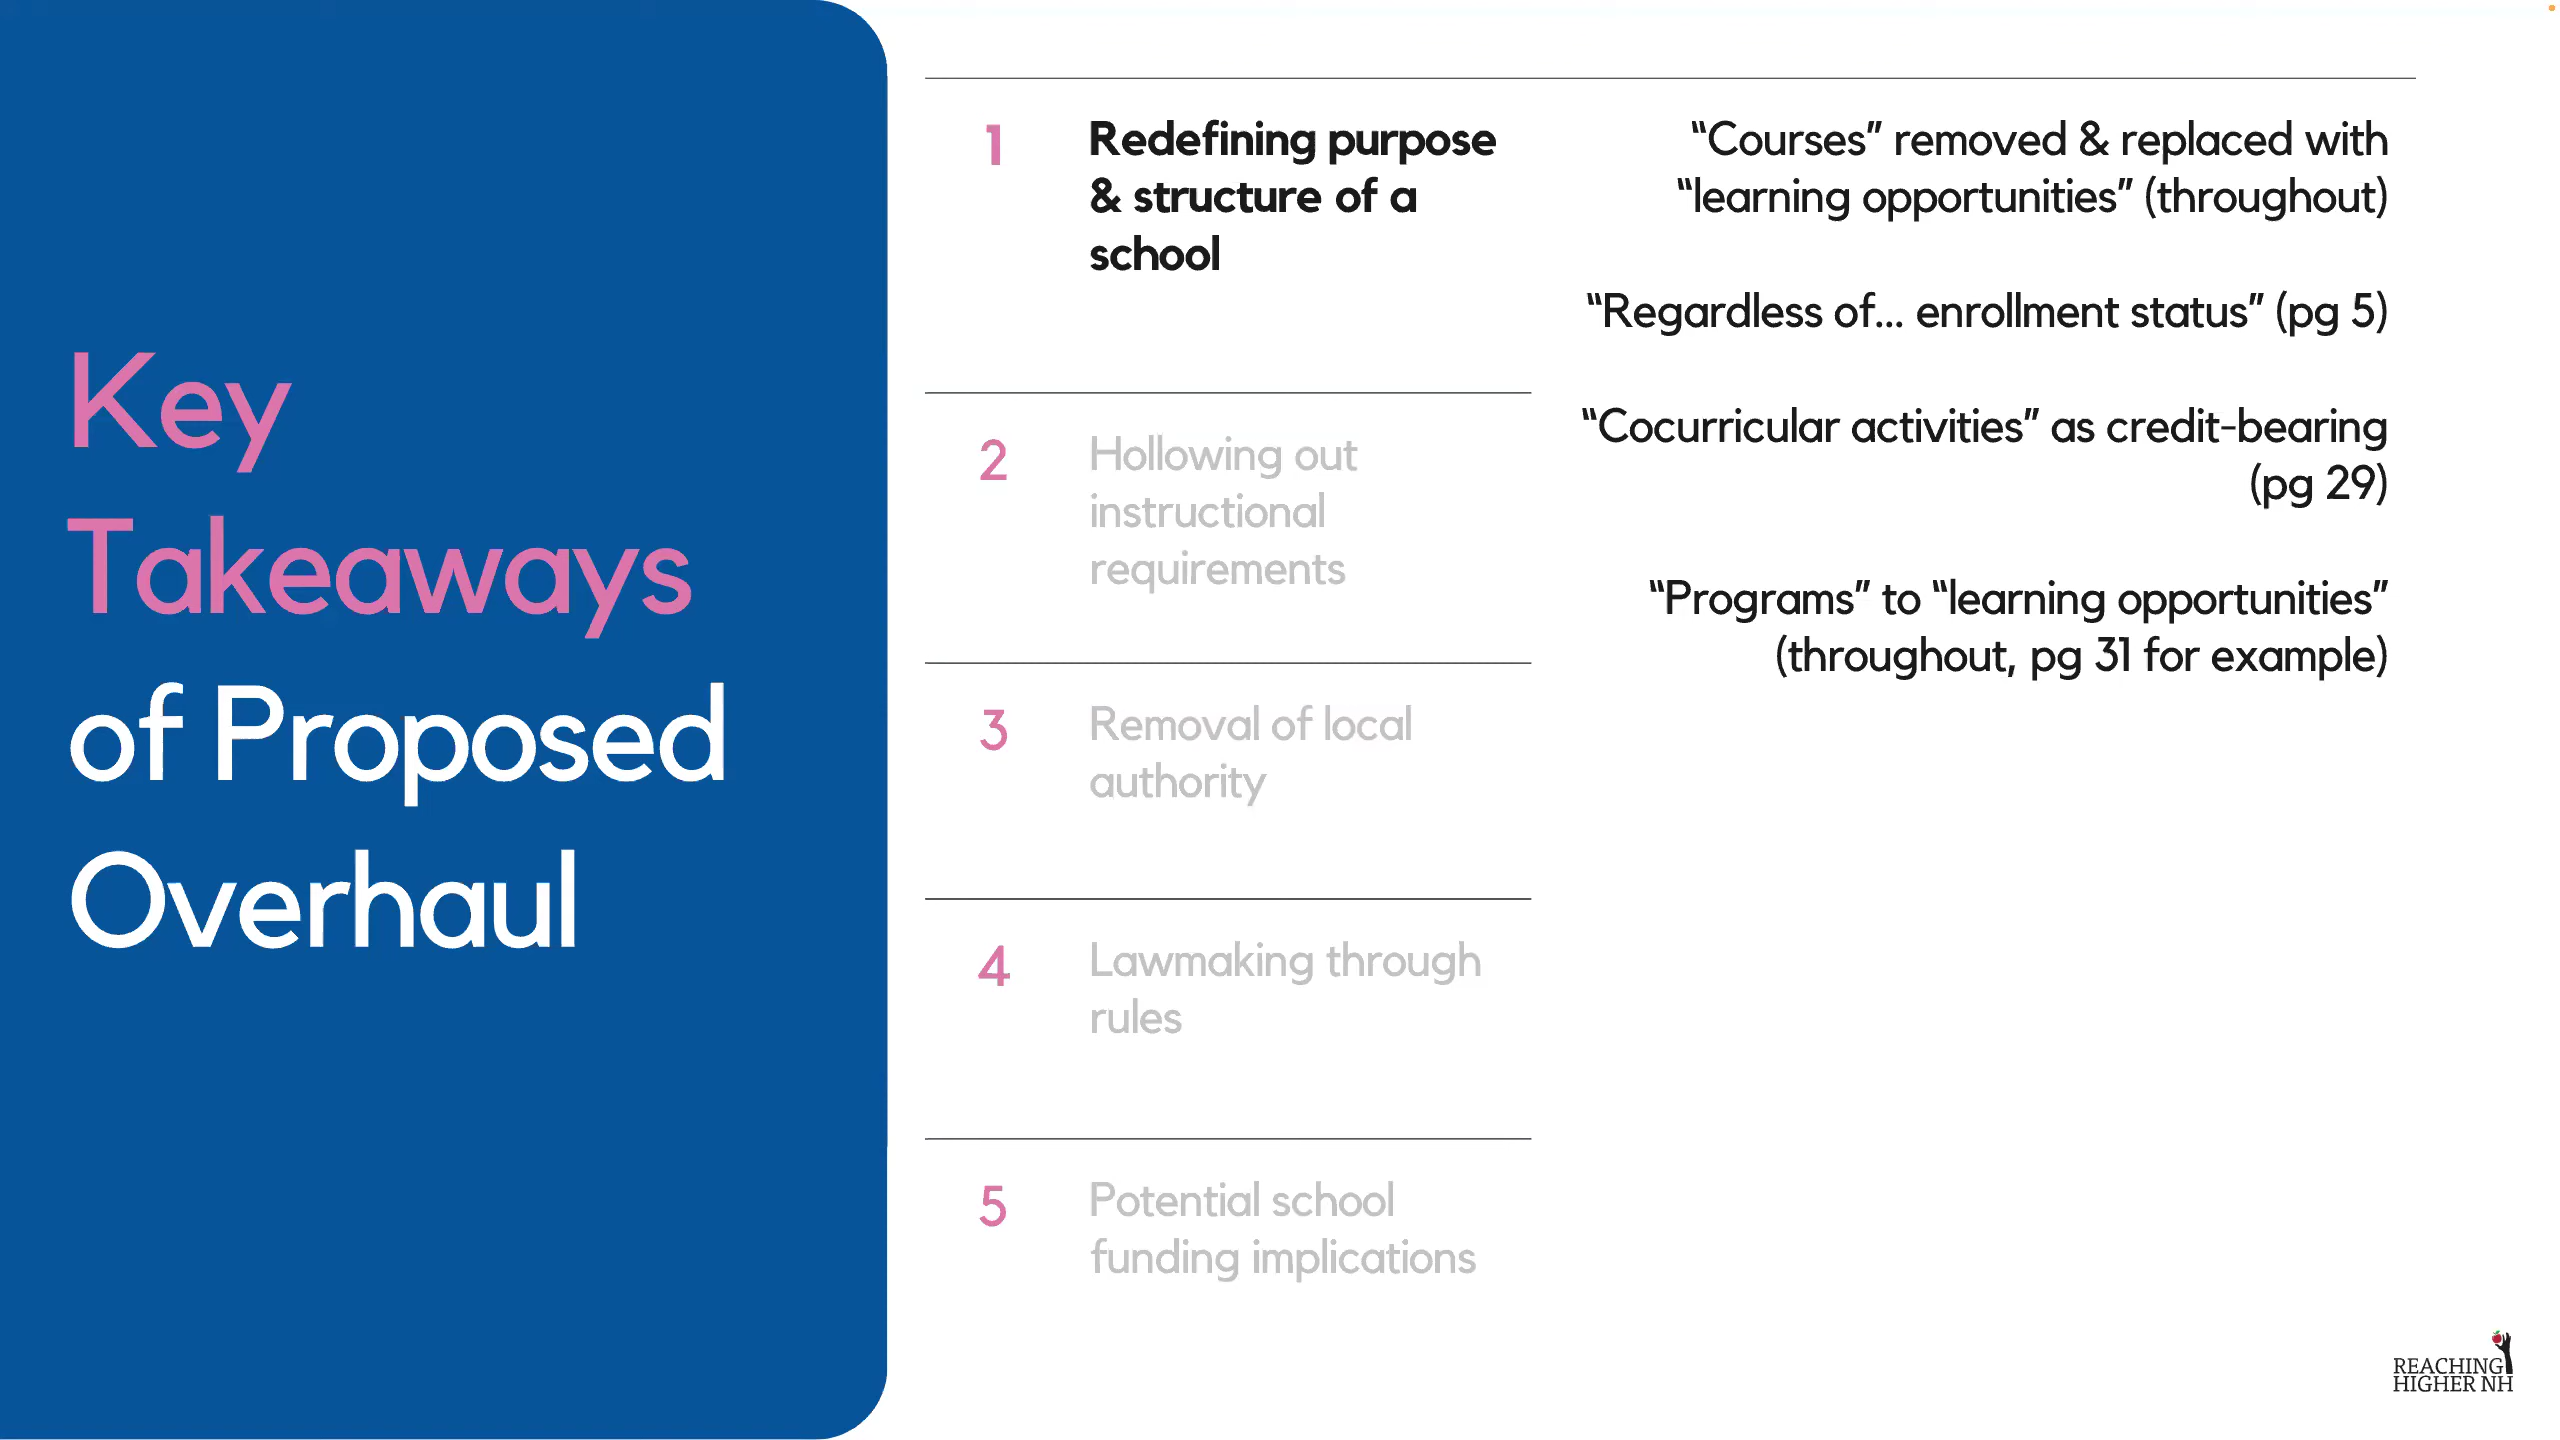 Key
Takeaways
of Proposed
Overhaul
1
Redefining purpose
& structure of a
school
“Courses” removed & replaced with
“learning opportunities” (throughout)
“Regardless of... enrollment status” (pg 5)
“Cocurricular activities” as credit-bearing
(pg 29)
“Programs” to “learning opportunities”
(throughout, pg 31 for example)
2
Hollowing out
instructional
requirements
3
Removal of local
authority
4
Lawmaking through
rules
5
Potential school
funding implications
REACHING
HIGHER NH